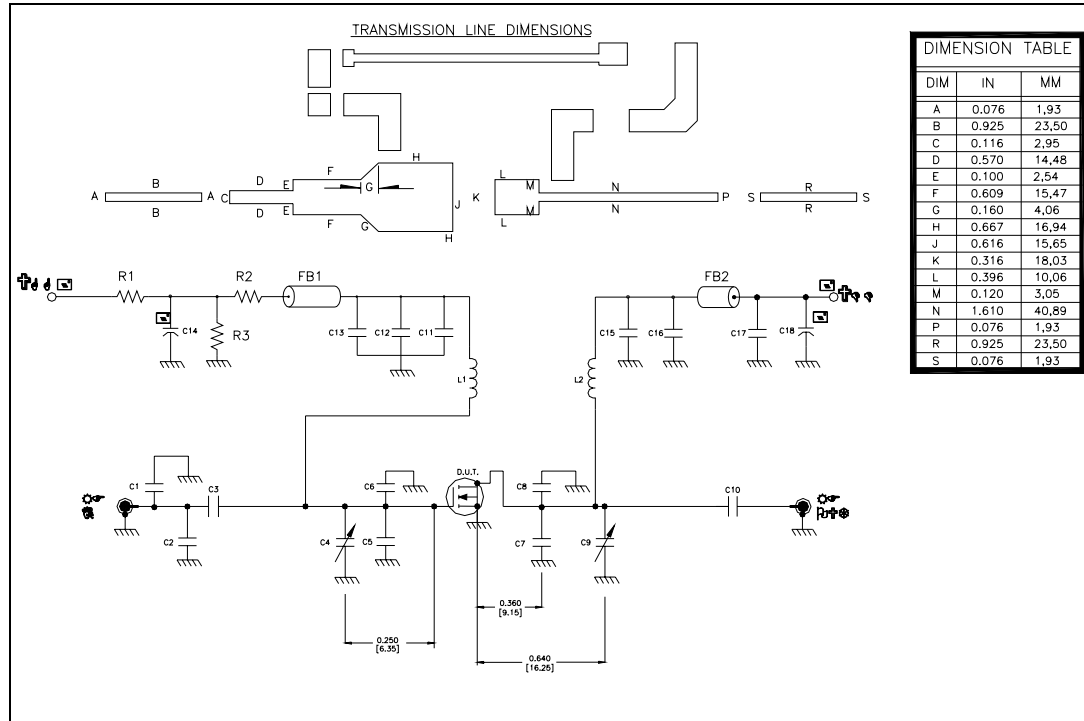 TRANSMISSION LINE DIMENSIONS
H
F
D
B
E
G
A
A
C
J
B
D
E
F
G
H
L
M
N
K
P
M
N
L
R
S
S
R
DIMENSION TABLE
DIM IN MM
A 0.076 1,93
B 0.925 23,50
C 0.116 2,95
D 0.570 14,48
E 0.100 2,54
F 0.609 15,47
G 0.160 4,06
H 0.667 16,94
J 0.616 15,65
K 0.316 18,03
L 0.396 10,06
M 0.120 3,05
N 1.610 40,89
P 0.076 1,93
R 0.925 23,50
S 0.076 1,93
R1
R2
FB1
FB2
C14
R3
C13
C12
C11
C15
C16
C17
C18
L1
L2
D.U.T.
C1
C3
C6
C8
C10
C2
C4
C5
C7
C9
0.360
[9.15]
0.250
[6.35]
0.640
[16.25]